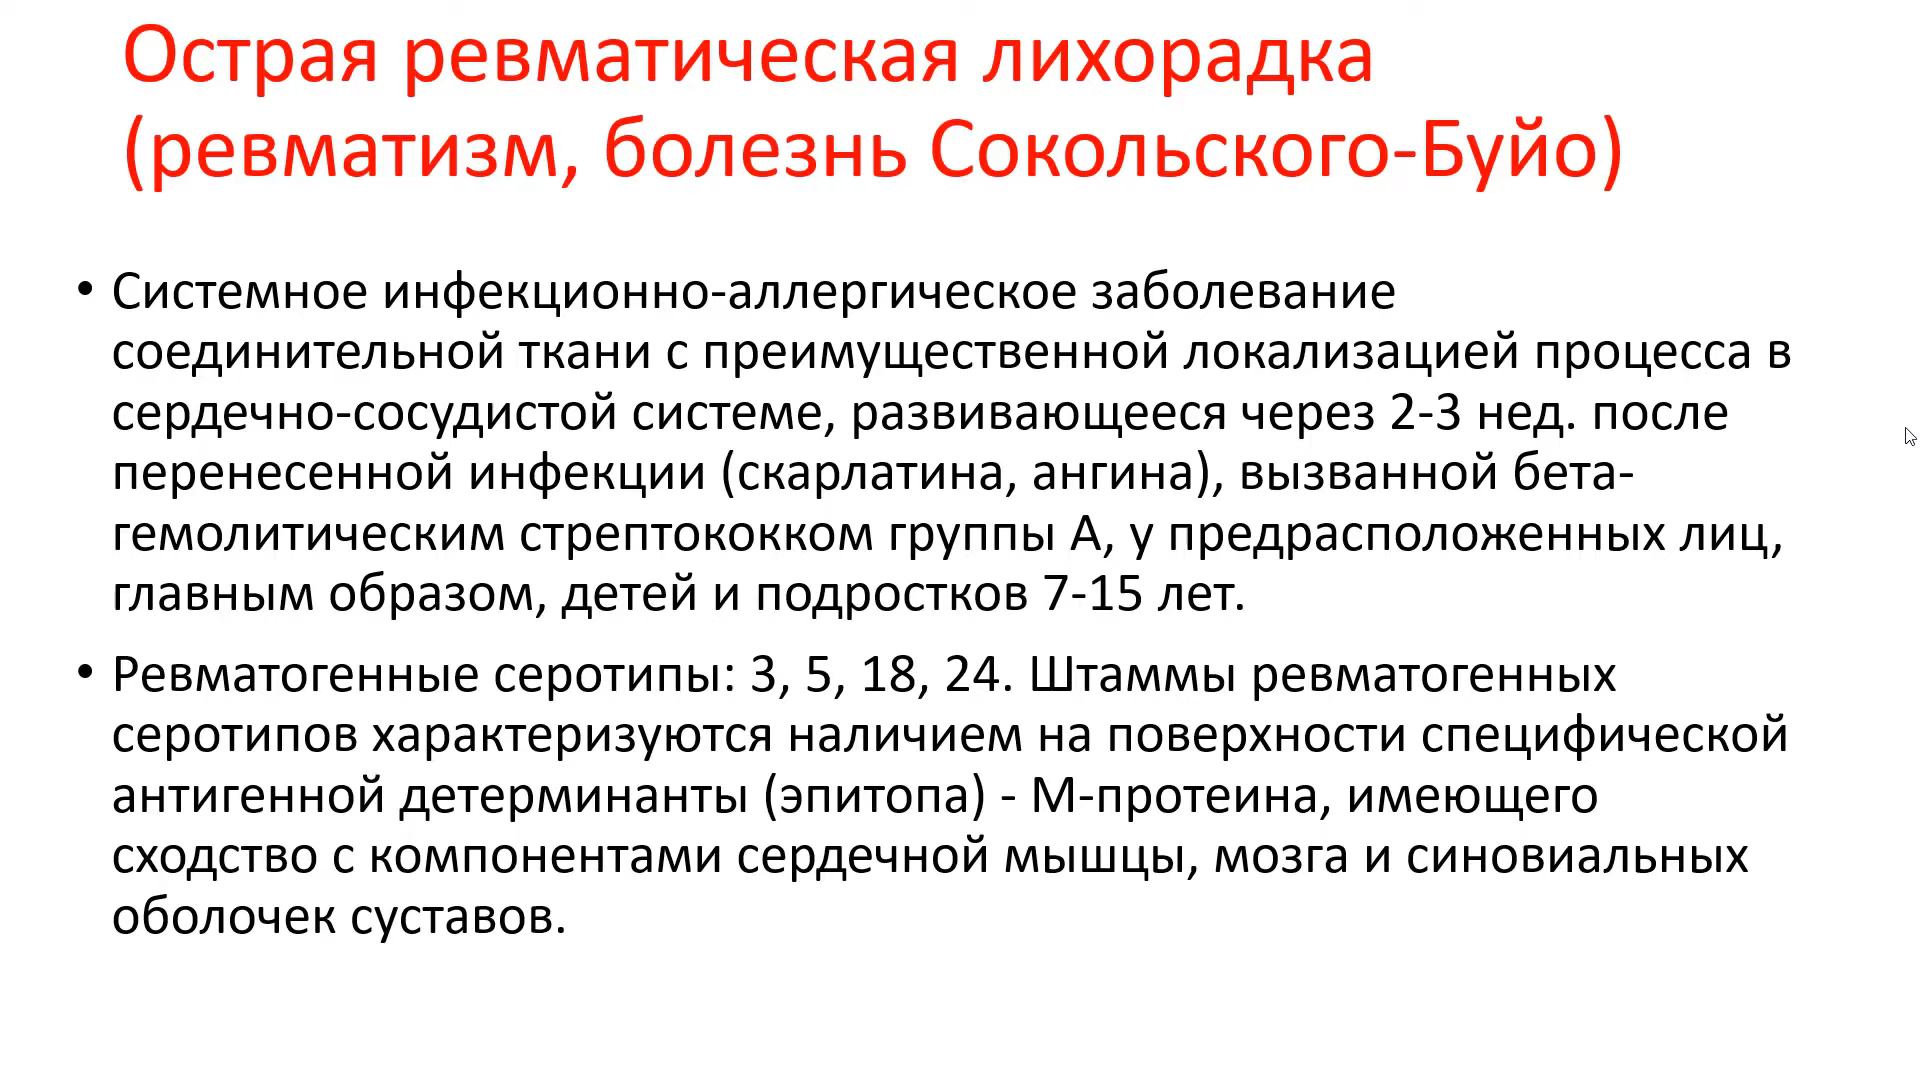 Острая ревматическая лихорадка
(ревматизм, болезнь Сокольского-Буйо)
• Системное инфекционно-аллергическое заболевание
соединительной ткани с преимущественной локализацией процесса в
сердечно-сосудистой системе, развивающееся через 2-3 нед. после
перенесенной инфекции (скарлатина, ангина), вызванной бета-
гемолитическим стрептококком группы А, у предрасположенных лиц,
главным образом, детей и подростков 7-15 лет.
• Ревматогенные серотипы: 3, 5, 18, 24. Штаммы ревматогенных
серотипов характеризуются наличием на поверхности специфической
антигенной детерминанты (эпитопа) - М-протеина, имеющего
сходство с компонентами сердечной мышцы, мозга и синовиальных
оболочек суставов.